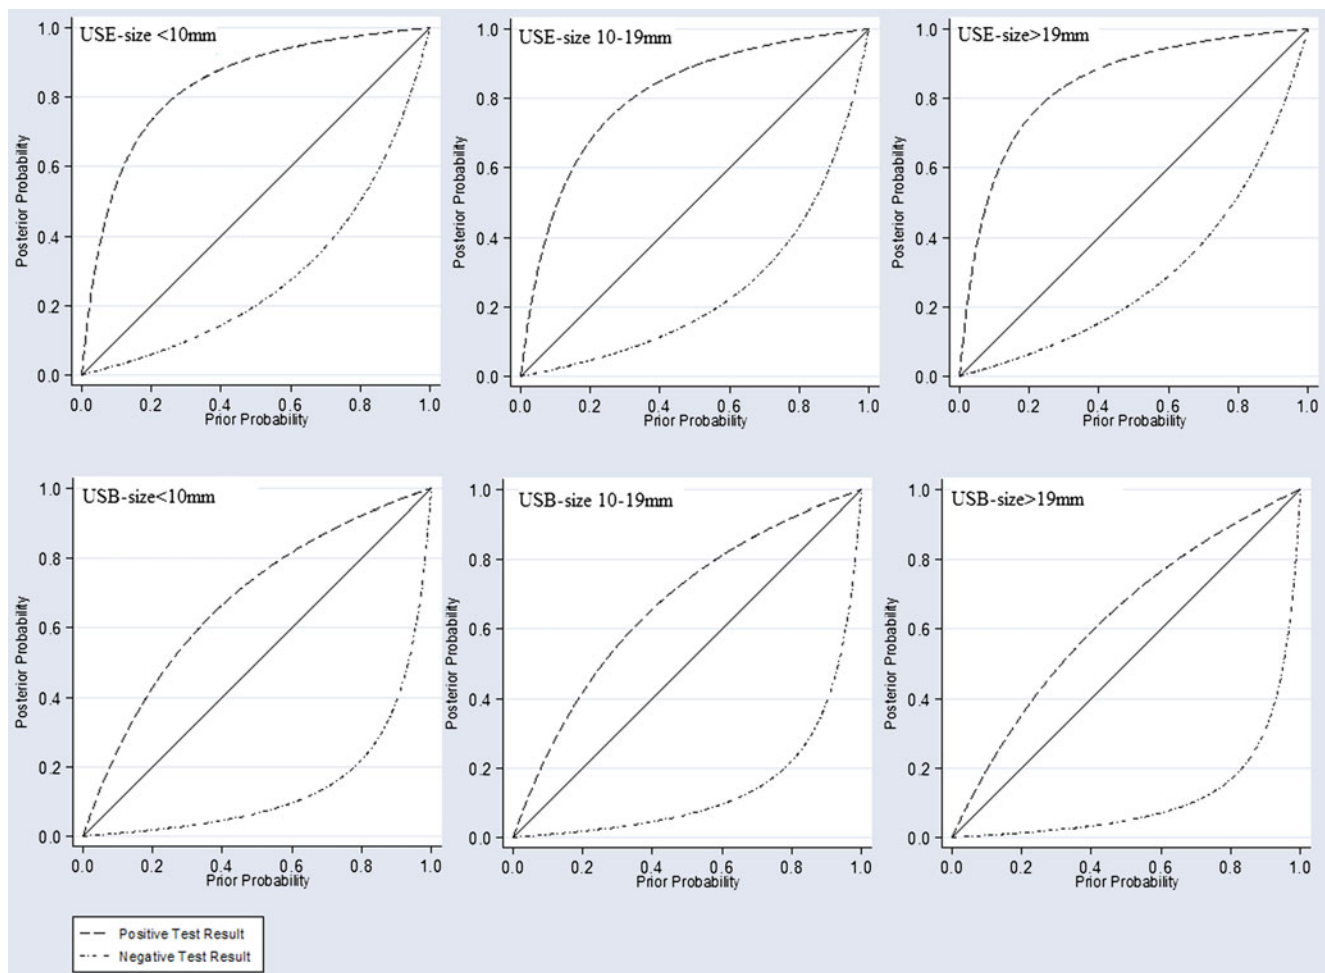 USE-size <10mm
1.0
0.8
0.6
0.4
0.2
0.0
Posterior Probability
0.0 0.2 0.4 0.6 0.8 1.0
Prior Probability
USE-size 10-19mm
1.0
0.8
0.6
0.4
0.2
0.0
Posterior Probability
0.0 0.2 0.4 0.6 0.8 1.0
Prior Probability
USE-size>19mm
1.0
0.8
0.6
0.4
0.2
0.0
Posterior Probability
0.0 0.2 0.4 0.6 0.8 1.0
Prior Probability
USB-size<10mm
1.0
0.8
0.6
0.4
0.2
0.0
Posterior Probability
0.0 0.2 0.4 0.6 0.8 1.0
Prior Probability
USB-size 10-19mm
1.0
0.8
0.6
0.4
0.2
0.0
Posterior Probability
0.0 0.2 0.4 0.6 0.8 1.0
Prior Probability
USB-size>19mm
1.0
0.8
0.6
0.4
0.2
0.0
Posterior Probability
0.0 0.2 0.4 0.6 0.8 1.0
Prior Probability
Positive Test Result
Negative Test Result